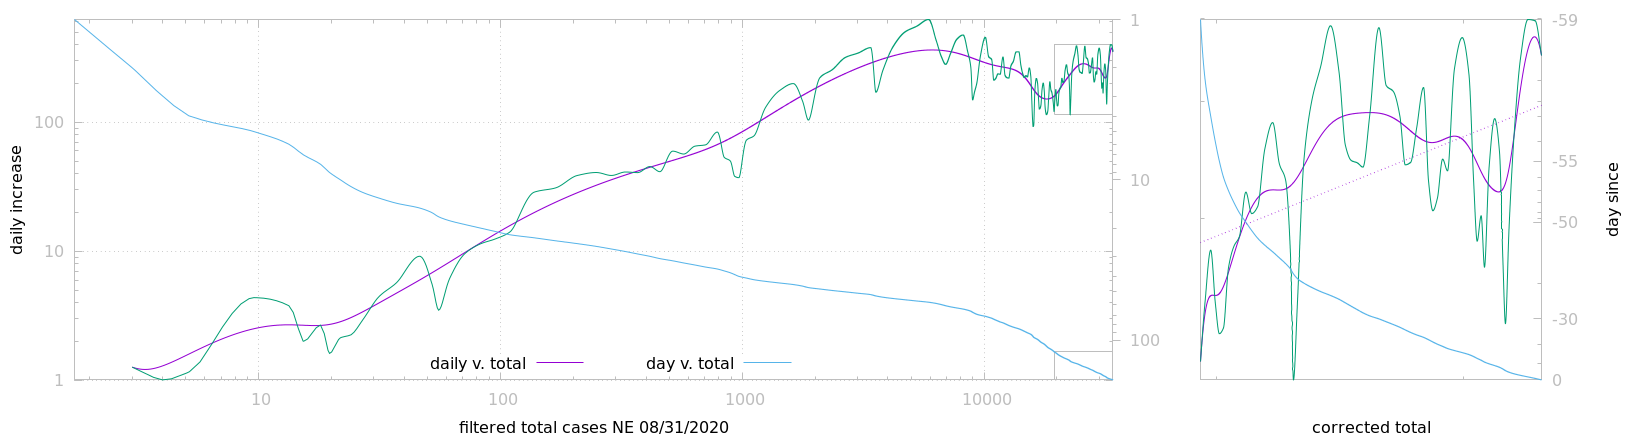 daily increase
100
10
1
daily v. total
day v. total
10
100
1000
10000
filtered total cases NE 08/31/2020
1
10
100
-59
-55
-50
-30
0
day since
corrected total